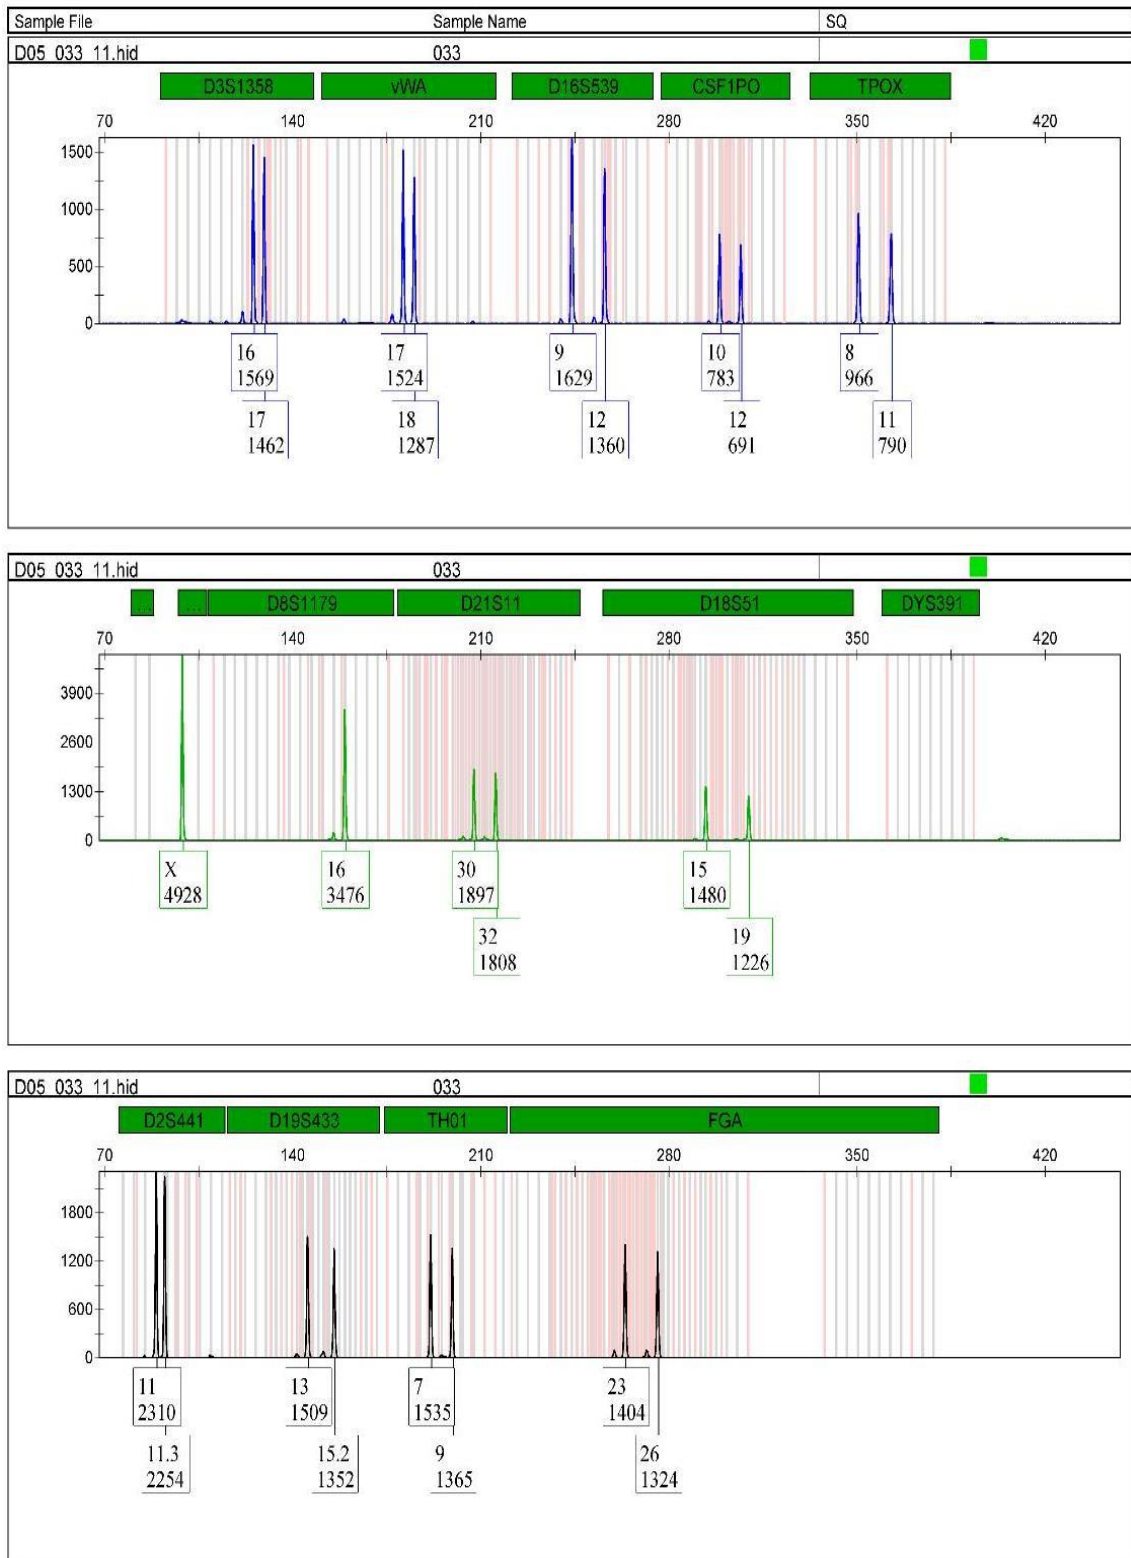 Sample File Sample Name SQ
D05_033_11.hid 033
D3S1358 vWA D16S539 CSF1PO TPOX
70 140 210 280 350 420
1500
1000
500
0
16 17 9 10 8
1569 1524 1629 783 966
17 18 12 12 11
1462 1287 1360 691 790
D05_033_11.hid 033
... ... D8S1179 D21S11 D18S51 DYS391
70 140 210 280 350 420
3900
2600
1300
0
X 16 30 15
4928 3476 1897 1480
32 19
1808 1226
D05_033_11.hid 033
D2S441 D19S433 TH01 FGA
70 140 210 280 350 420
1800
1200
600
0
11 13 7 23
2310 1509 1535 1404
11.3 15.2 9 26
2254 1352 1365 1324